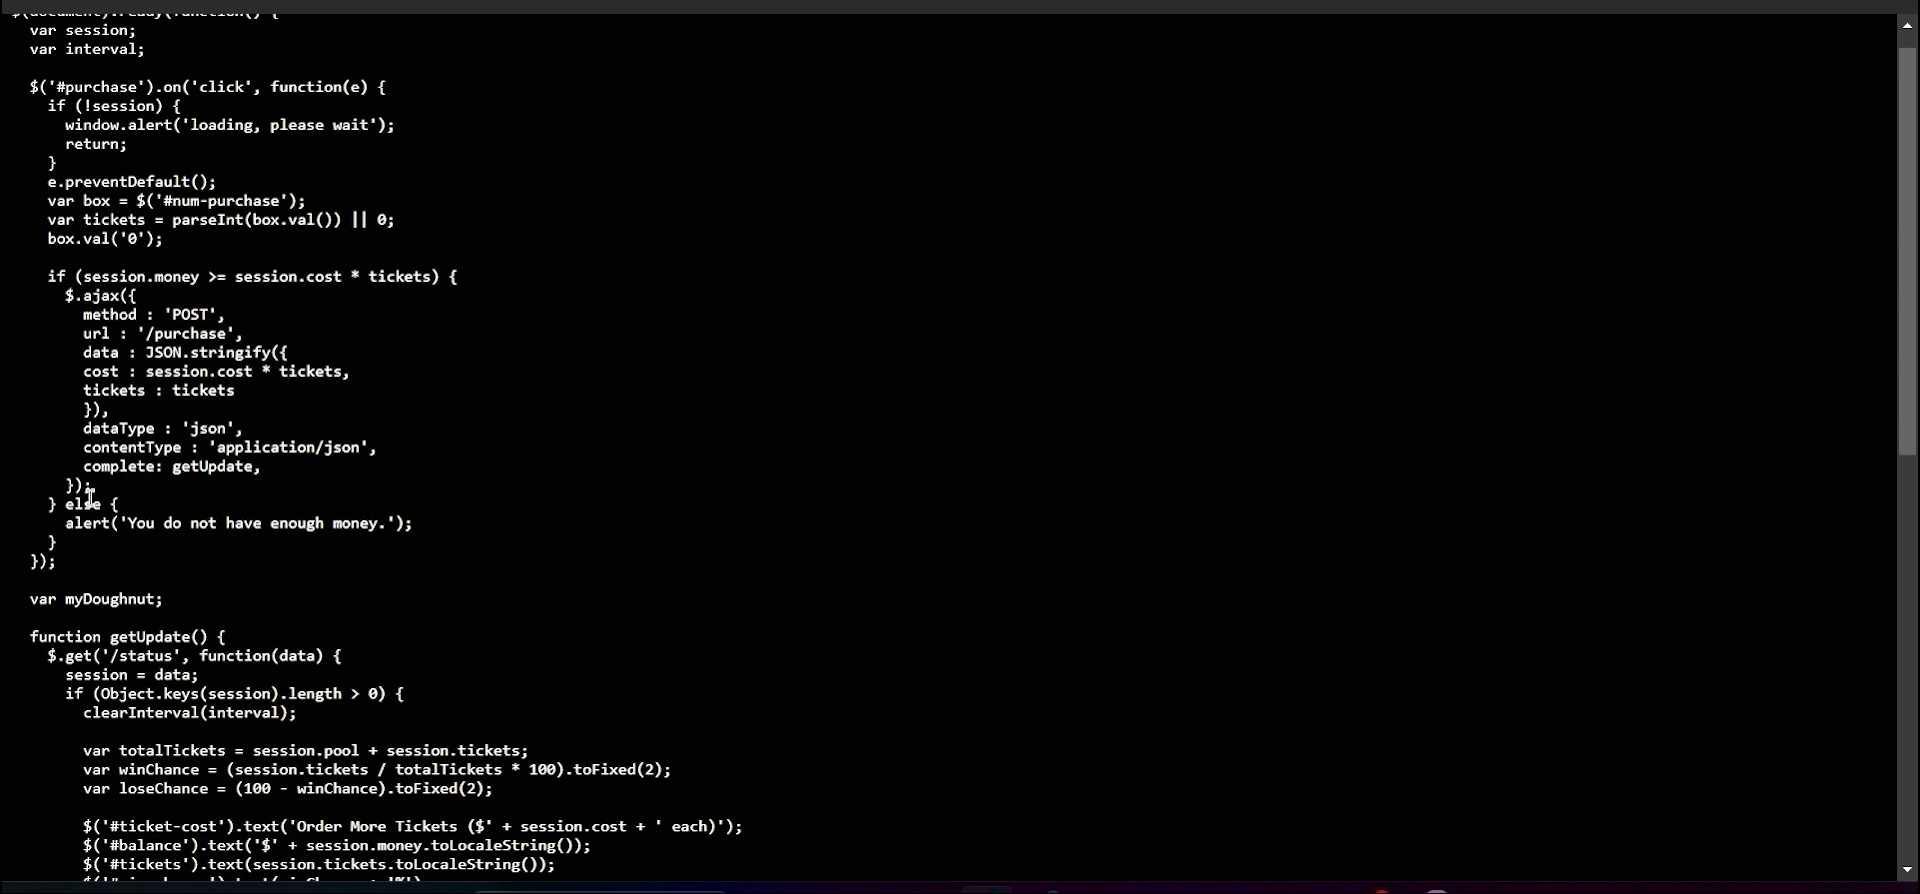 $(document).ready(function() {
var session;
var interval;
$('#purchase').on('click', function(e) {
if (!session) {
window.alert('loading, please wait');
return;
}
e.preventDefault();
var box = $('#num-purchase');
var tickets = parseInt(box.val()) || 0;
box.val('0');
if (session.money >= session.cost * tickets) {
$.ajax({
method : 'POST',
url : '/purchase',
data : JSON.stringify({
cost : session.cost * tickets,
tickets : tickets
}),
dataType : 'json',
contentType : 'application/json',
complete: getUpdate,
});
} else {
alert('You do not have enough money.');
}
});
var myDoughnut;
function getUpdate() {
$.get('/status', function(data) {
session = data;
if (Object.keys(session).length > 0) {
clearInterval(interval);
var totalTickets = session.pool + session.tickets;
var winChance = (session.tickets / totalTickets * 100).toFixed(2);
var loseChance = (100 - winChance).toFixed(2);
$('#ticket-cost').text('Order More Tickets ($' + session.cost + ' each)');
$('#balance').text('$' + session.money.toLocaleString());
$('#tickets').text(session.tickets.toLocaleString());